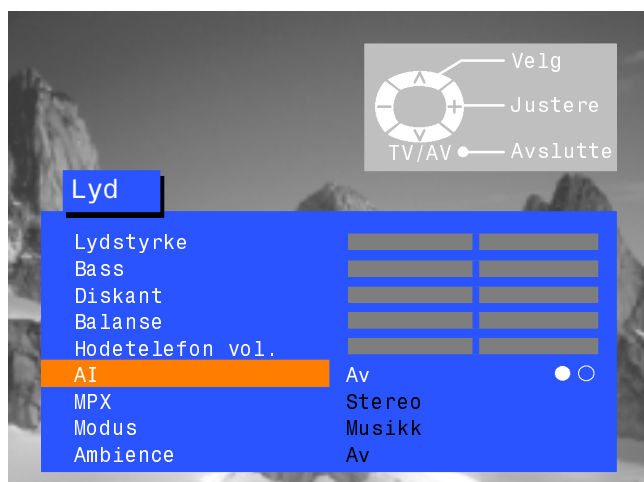 Velg
Justere
TV/AV Avslutte
Lyd
Lydstyrke
Bass
Diskant
Balanse
Hodetelefon vol.
AI Av
MPX Stereo
Modus Musikk
Ambience Av